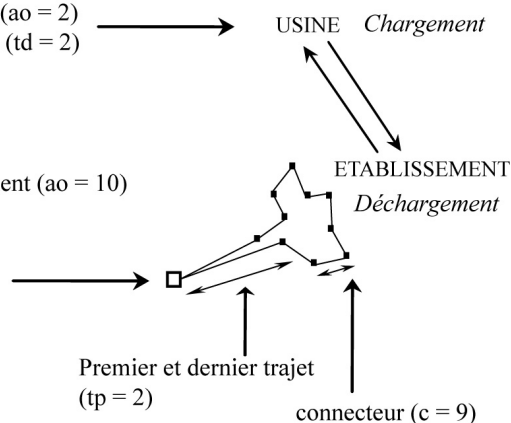 (ao = 2)
(td = 2)
USINE Chargement
ETABLISSEMENT
Déchargement
ent (ao = 10)
Premier et dernier trajet
(tp = 2)
connecteur (c = 9)